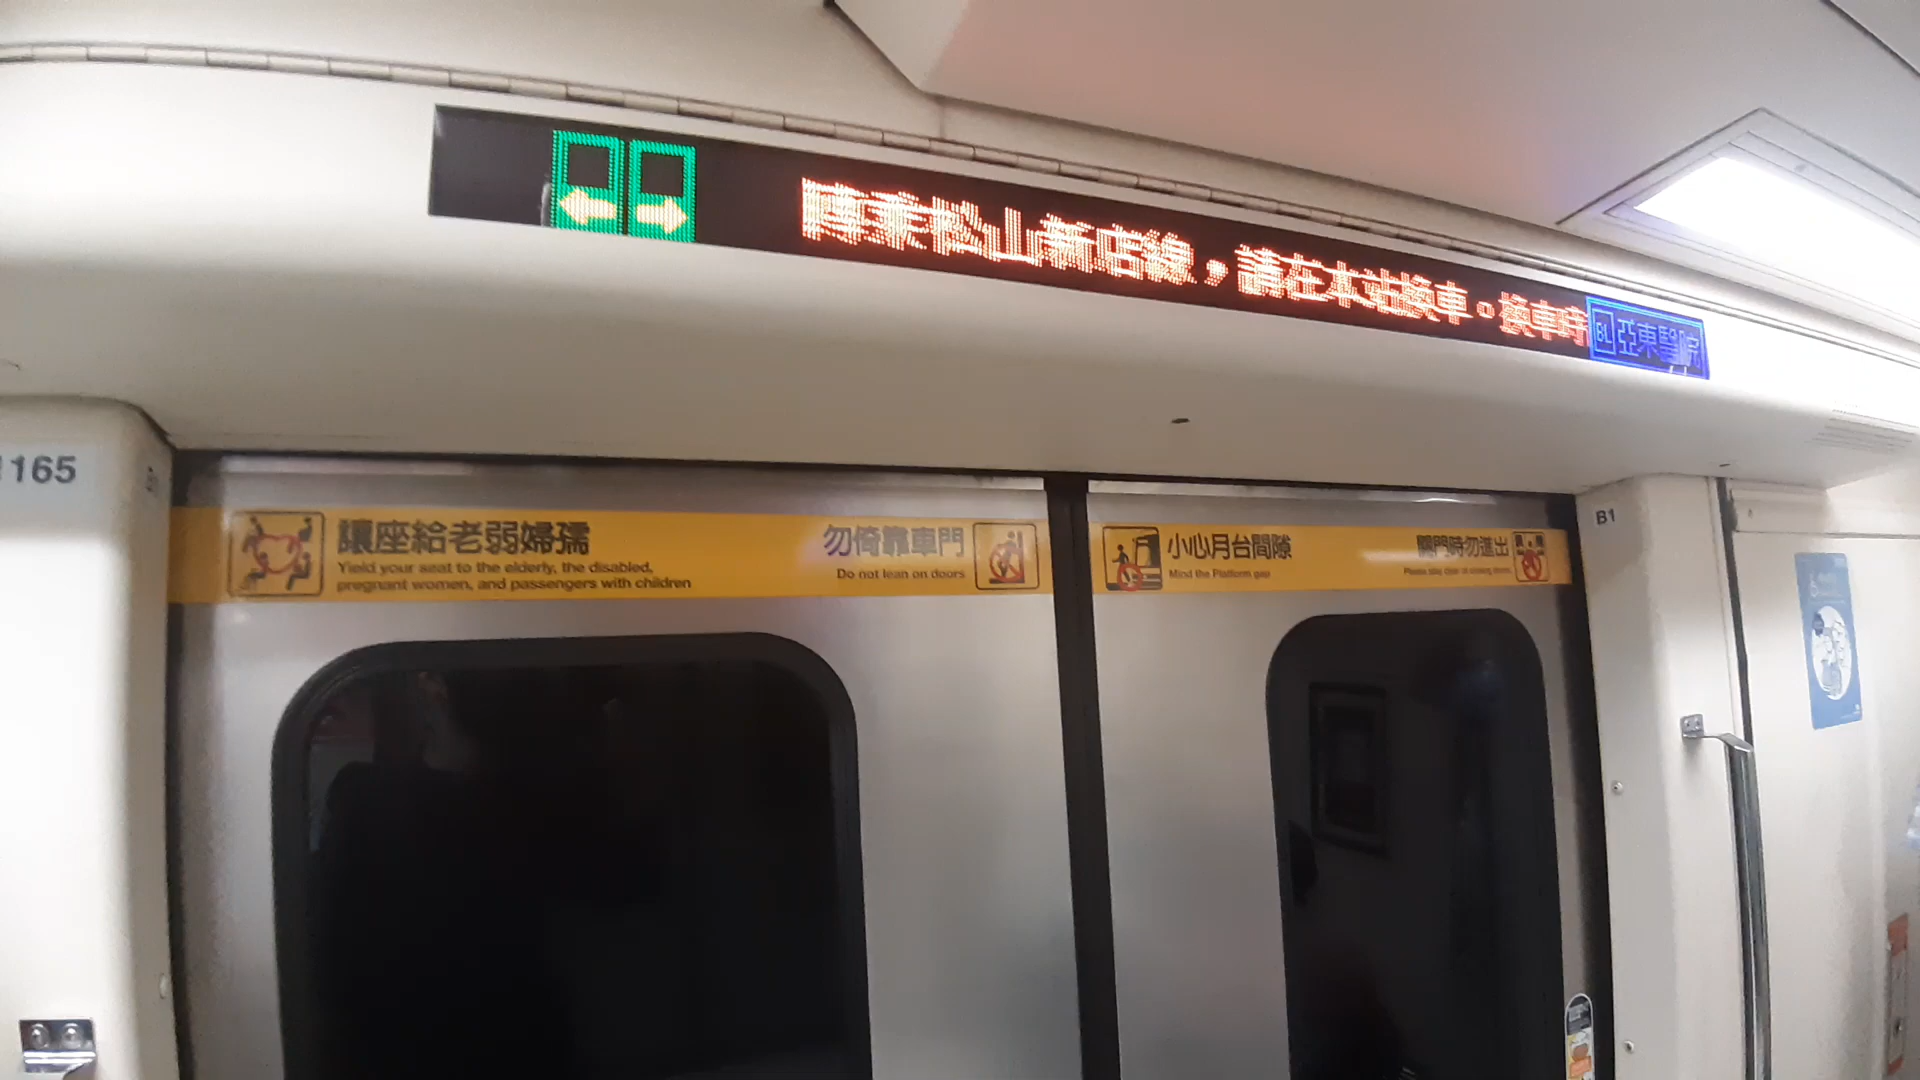 轉乘松山新店線,請在本站換車。換車時
BL 亞東醫院
1165
讓座給老弱婦孺
Yield your seat to the elderly, the disabled,
pregnant women, and passengers with children
勿倚靠車門
Do not lean on doors
小心月台間隙
Mind the Platform gap
關門時勿進出
B1